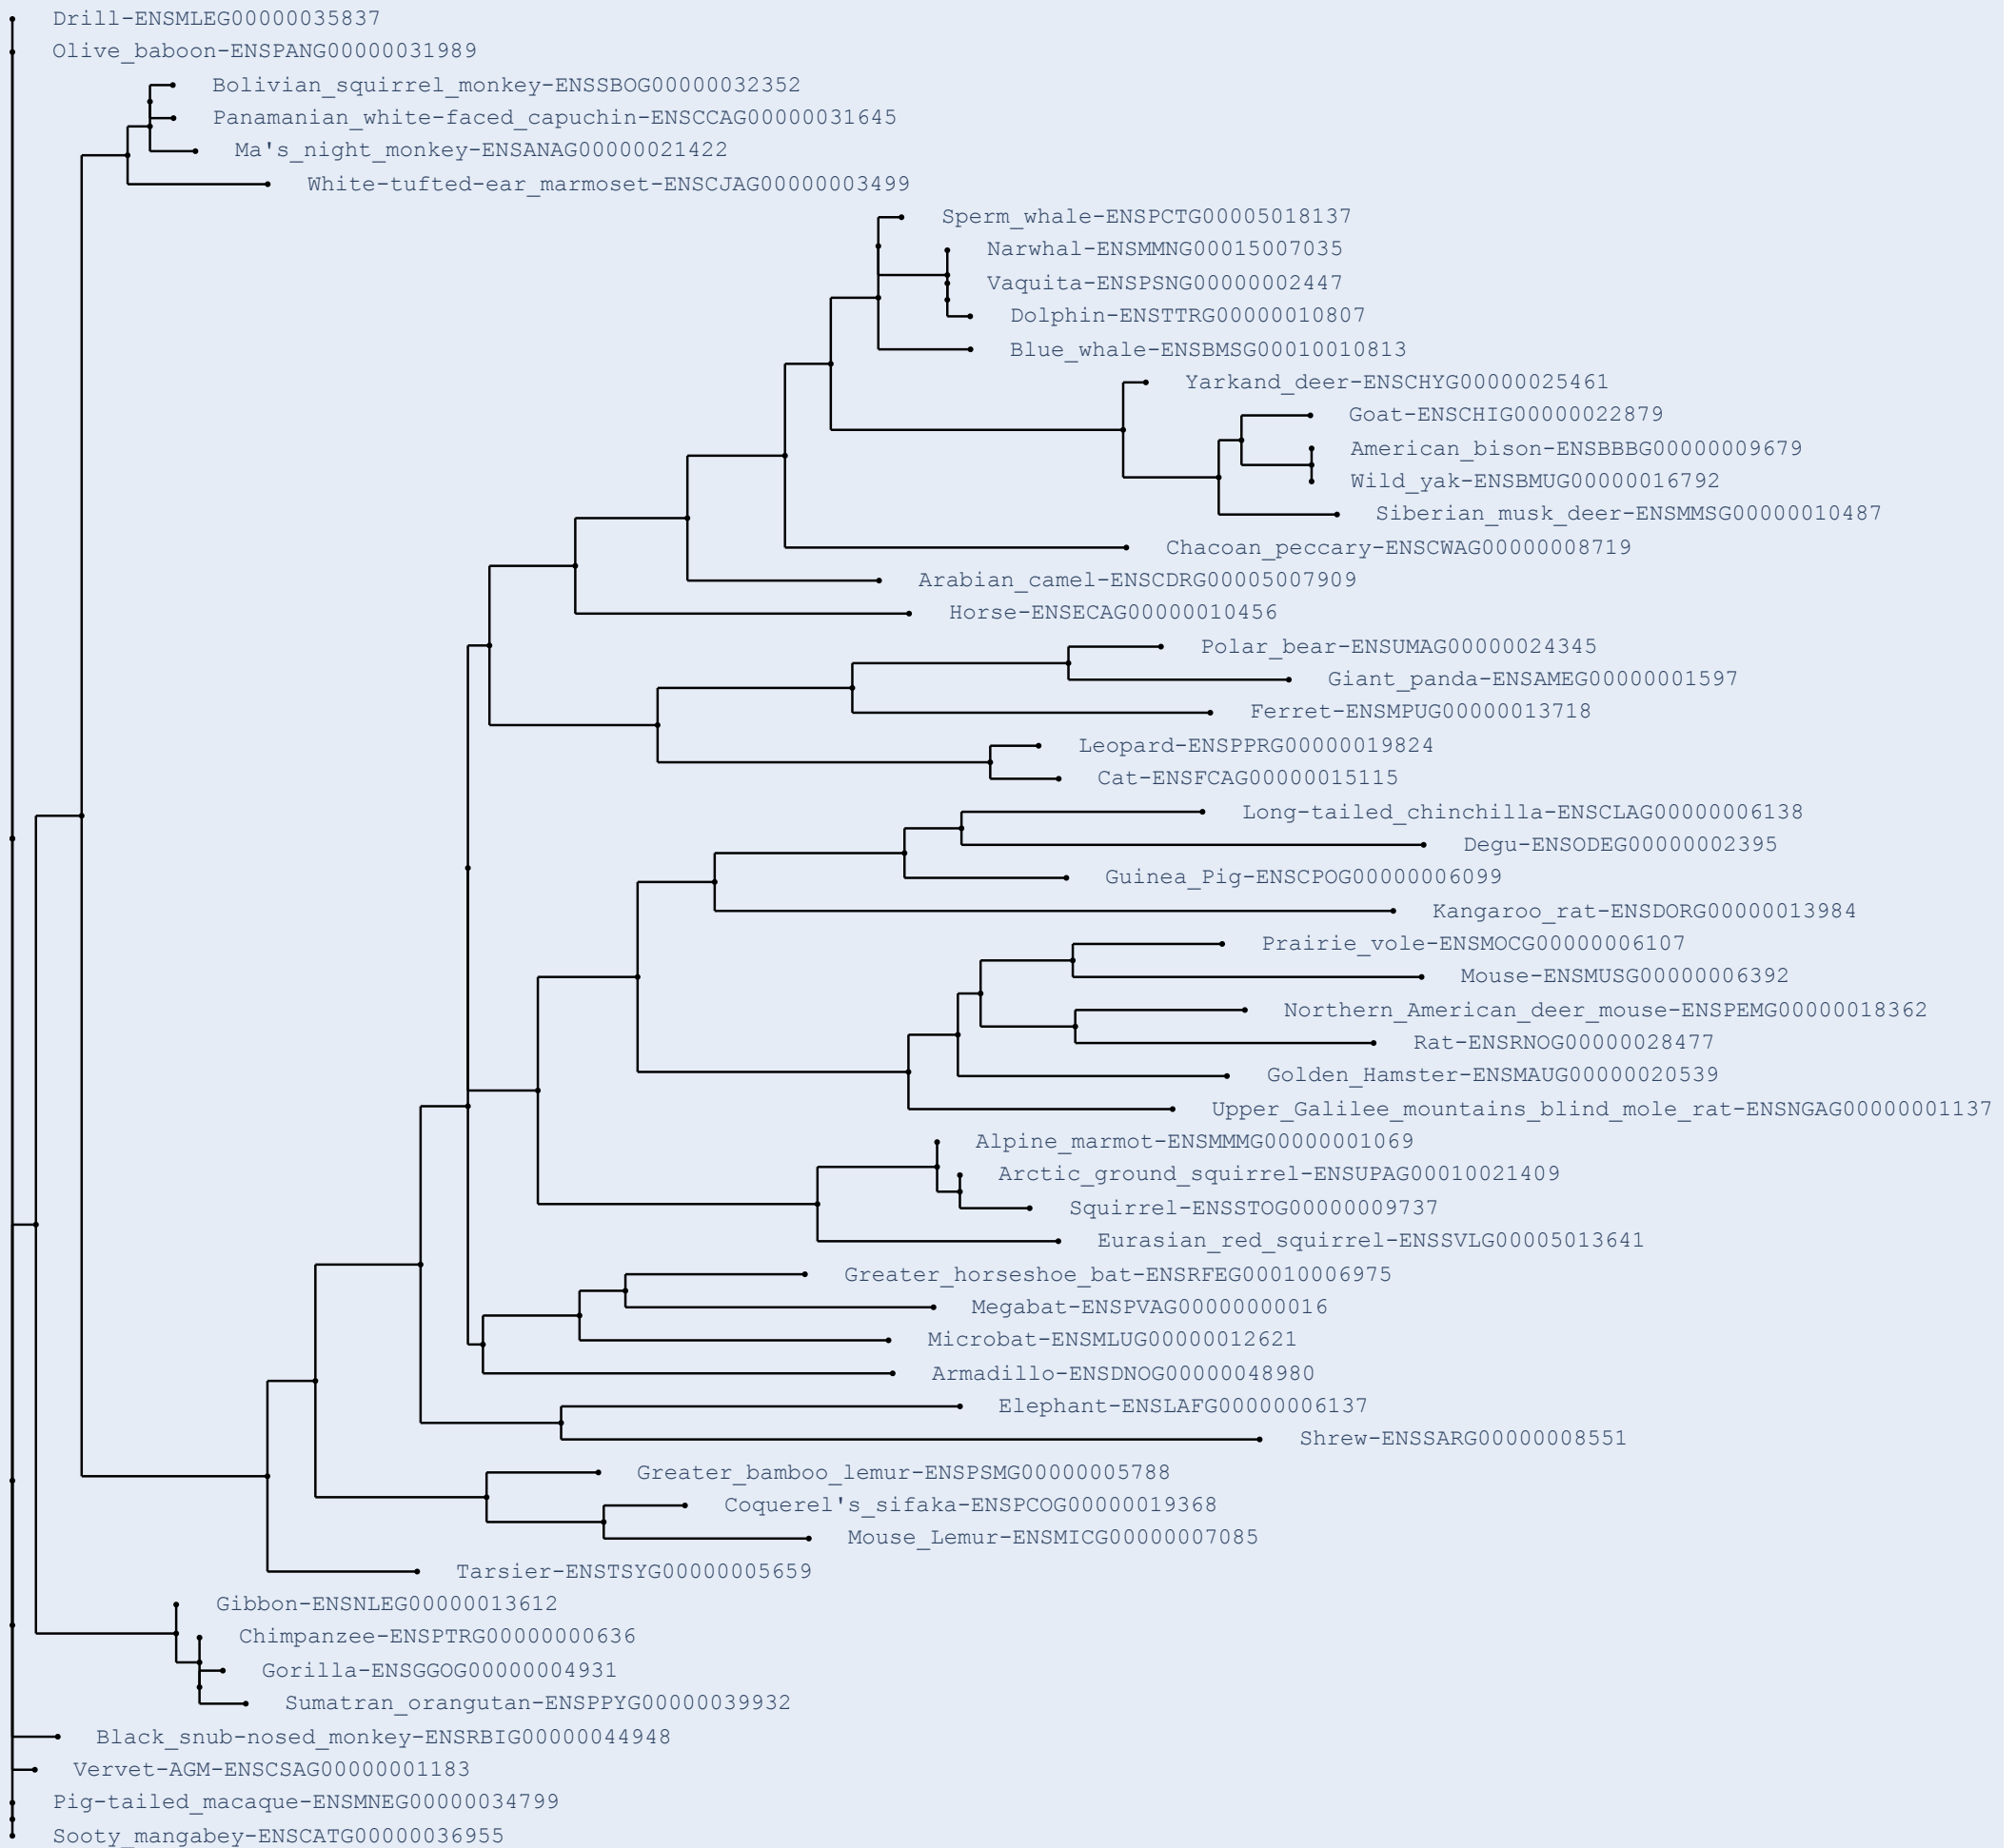 Drill-ENSMLEG00000035837
Olive_baboon-ENSPANG00000031989
Bolivian_squirrel_monkey-ENSSBOG00000032352
Panamanian_white-faced_capuchin-ENSCCAG00000031645
Ma's_night_monkey-ENSANAG00000021422
White-tufted-ear_marmoset-ENSCJAG00000003499
Sperm_whale-ENSPCTG00005018137
Narwhal-ENSMMNG00015007035
Vaquita-ENSPSNG00000002447
Dolphin-ENSTTRG00000010807
Blue_whale-ENSBMSG00010010813
Yarkand_deer-ENSCHYG00000025461
Goat-ENSCHIG00000022879
American_bison-ENSBBBG00000009679
Wild_yak-ENSBMUG00000016792
Siberian_musk_deer-ENSMMSG00000010487
Chacoan_peccary-ENSCWAG00000008719
Arabian_camel-ENSCDRG00005007909
Horse-ENSECAG00000010456
Polar_bear-ENSUMAG00000024345
Giant_panda-ENSAMEG00000001597
Ferret-ENSMPUG00000013718
Leopard-ENSPPRG00000019824
Cat-ENSFCAG00000015115
Long-tailed_chinchilla-ENSCLAG00000006138
Degu-ENSODEG00000002395
Guinea_Pig-ENSCPOG00000006099
Kangaroo_rat-ENSDORG00000013984
Prairie_vole-ENSMOCG00000006107
Mouse-ENSMUSG00000006392
Northern_American_deer_mouse-ENSPEMG00000018362
Rat-ENSRNOG00000028477
Golden_Hamster-ENSMAUG00000020539
Upper_Galilee_mountains_blind_mole_rat-ENSNGAG00000001137
Alpine_marmot-ENSMMMG00000001069
Arctic_ground_squirrel-ENSUPAG00010021409
Squirrel-ENSSTOG00000009737
Eurasian_red_squirrel-ENSSVLG00005013641
Greater_horseshoe_bat-ENSRFEG00010006975
Megabat-ENSPVAG00000000016
Microbat-ENSMLUG00000012621
Armadillo-ENSDNOG00000048980
Elephant-ENSLAFG00000006137
Shrew-ENSSARG00000008551
Greater_bamboo_lemur-ENSPSMG00000005788
Coquerel's_sifaka-ENSPCOG00000019368
Mouse_Lemur-ENSMICG00000007085
Tarsier-ENSTSYG00000005659
Gibbon-ENSNLEG00000013612
Chimpanzee-ENSPTRG00000000636
Gorilla-ENSGGOG00000004931
Sumatran_orangutan-ENSPPYG00000039932
Black_snub-nosed_monkey-ENSRBIG00000044948
Vervet-AGM-ENSCSAG00000001183
Pig-tailed_macaque-ENSMNEG00000034799
Sooty_mangabey-ENSCATG00000036955